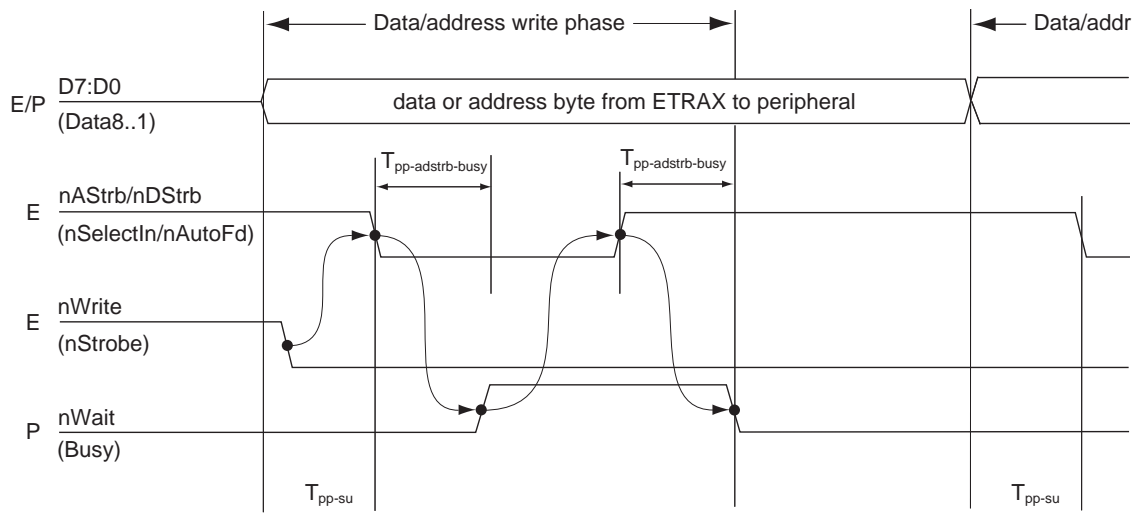 Data/address write phase
Data/addr
E/P
D7:D0
(Data8..1)
data or address byte from ETRAX to peripheral
Tpp-adstrb-busy
Tpp-adstrb-busy
E
nAStrb/nDStrb
(nSelectIn/nAutoFd)
E
nWrite
(nStrobe)
P
nWait
(Busy)
Tpp-su
Tpp-su